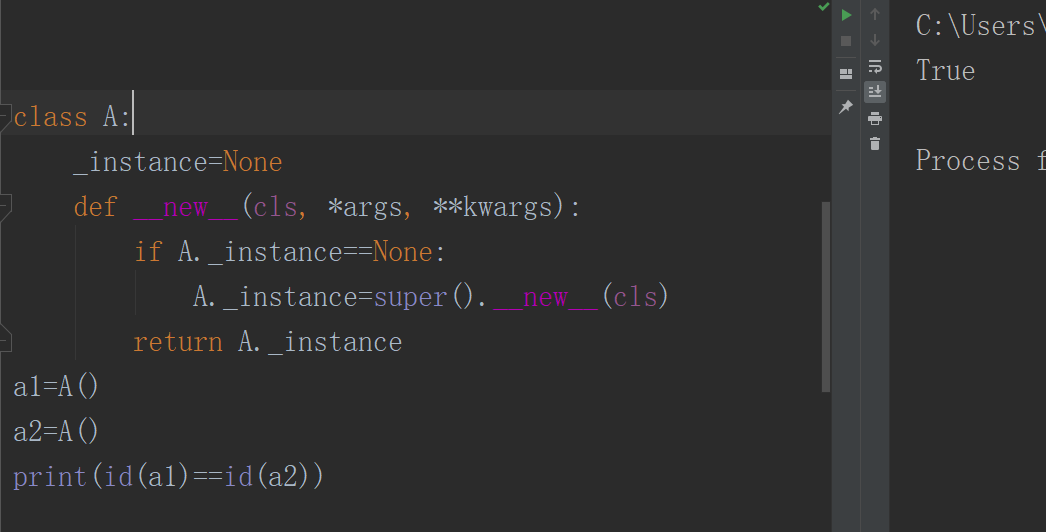 class A:
    _instance=None
    def __new__(cls, *args, **kwargs):
        if A._instance==None:
            A._instance=super().__new__(cls)
        return A._instance
a1=A()
a2=A()
print(id(a1)==id(a2))
C:\Users\
True
Process f